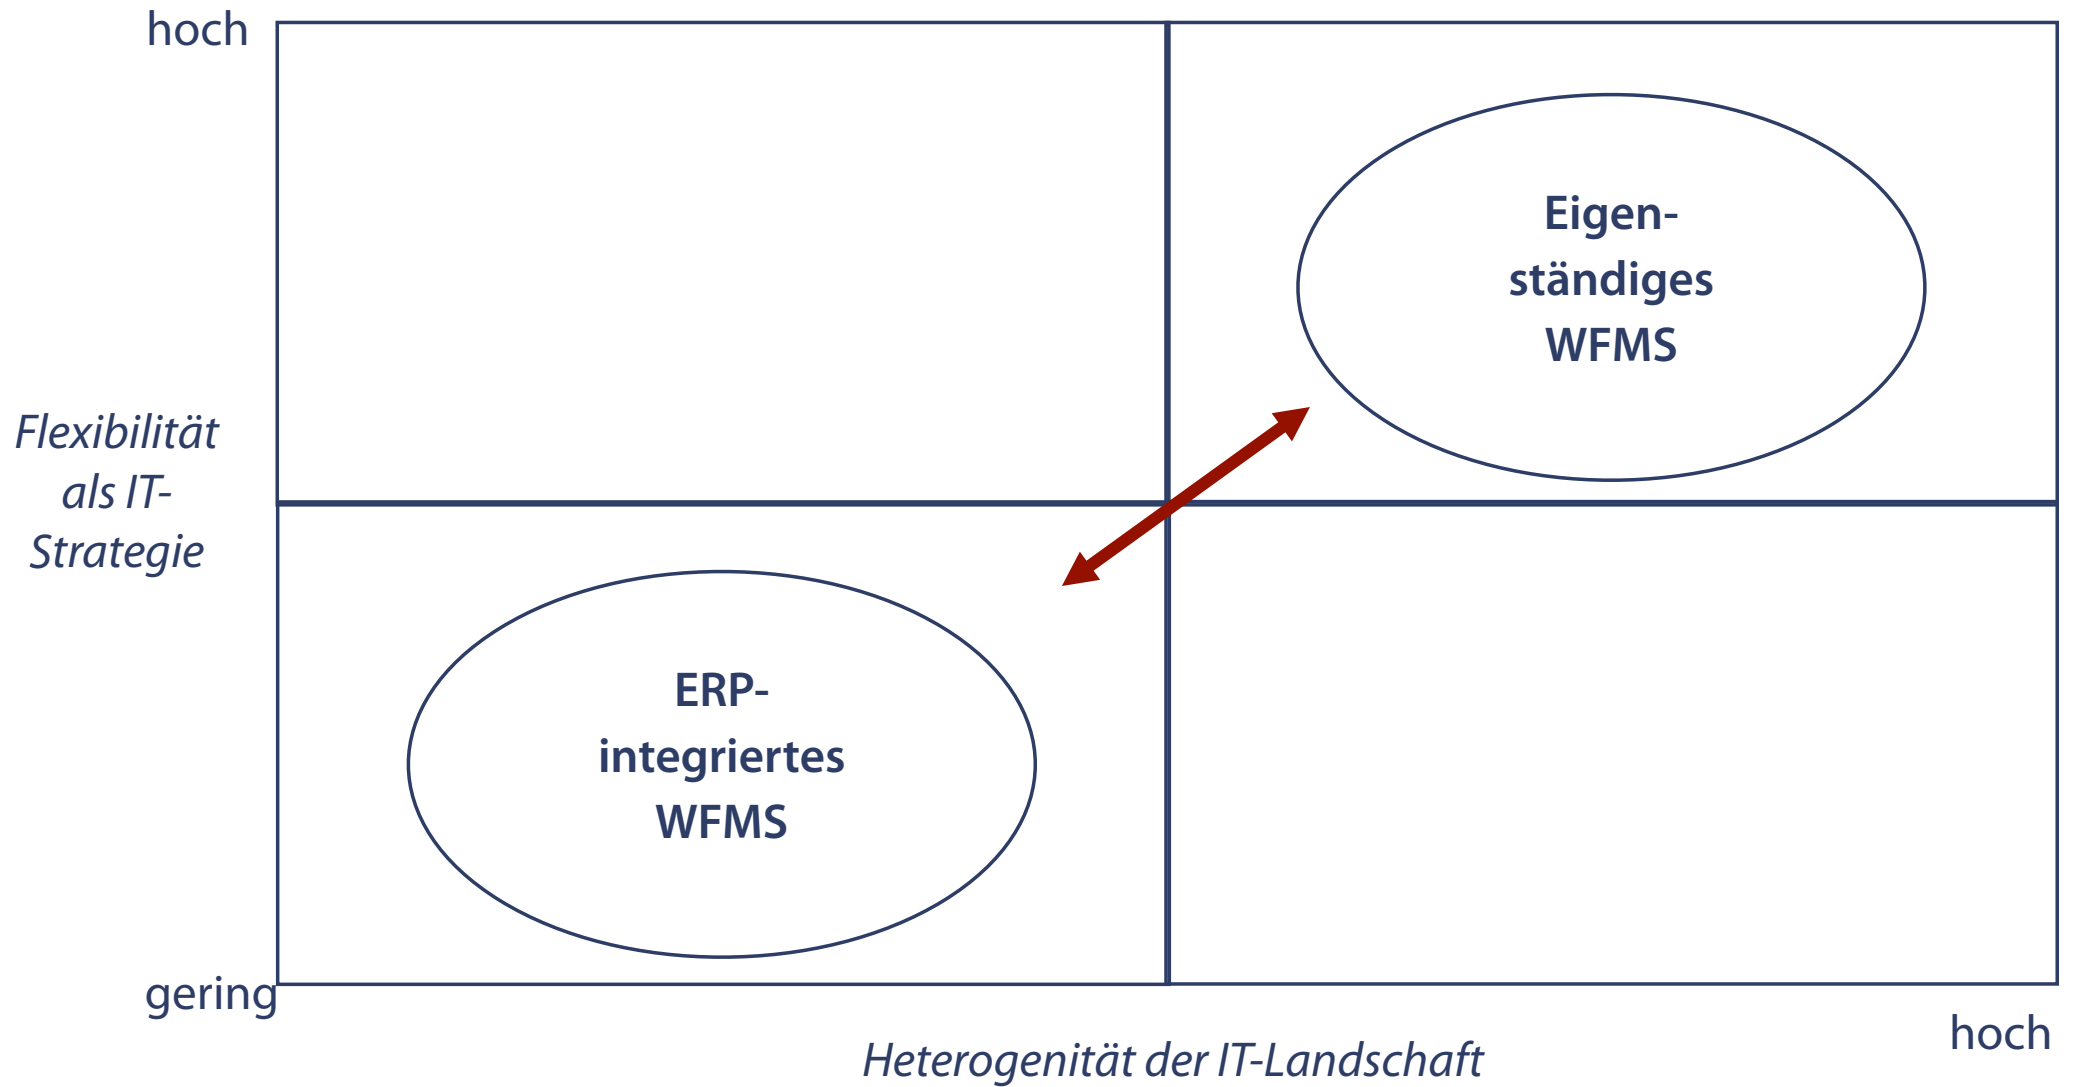 hoch
Eigen-
ständiges
WFMS
Flexibilität
als IT-
Strategie
ERP-
integriertes
WFMS
gering
hoch
Heterogenität der IT-Landschaft